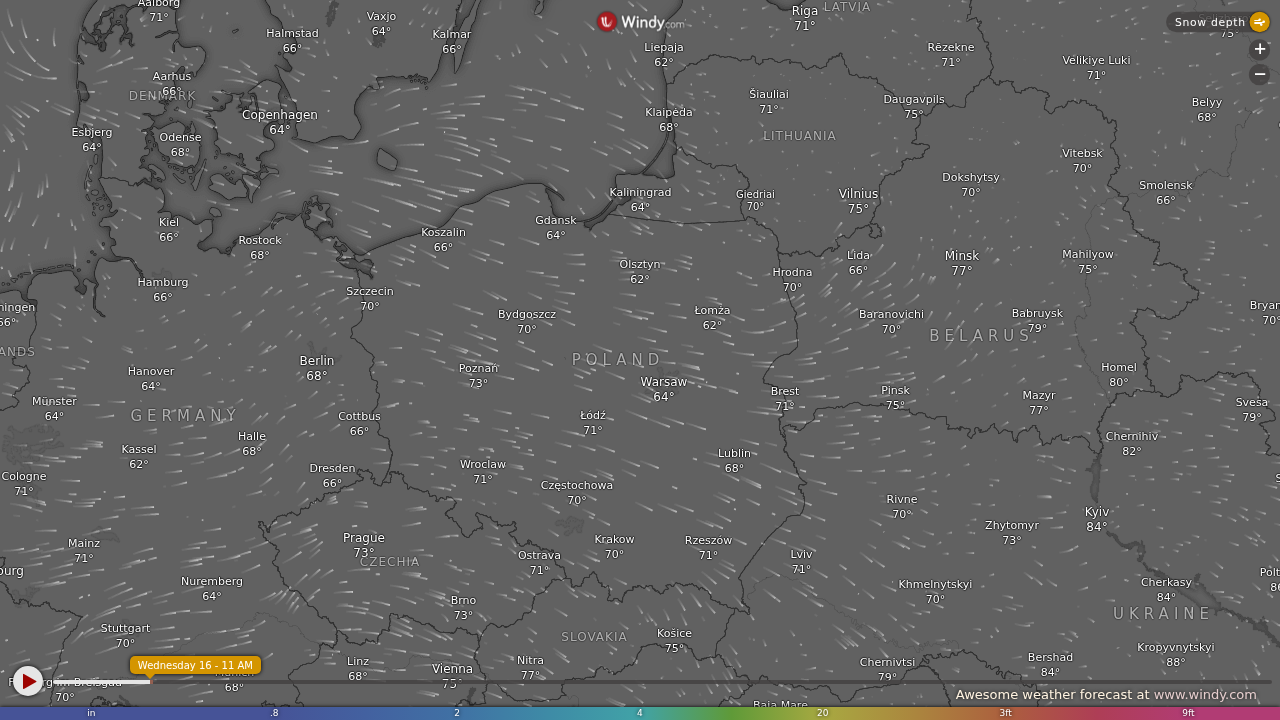 Aalborg
71°
Vaxjo
64°
Riga
71°
LATVIA
Windy.com
Snow depth
75°
Halmstad
66°
Kalmar
66°
Liepaja
62°
Rēzekne
71°
Velikiye Luki
71°
Aarhus
66°
DENMARK
Šiauliai
71°
Daugavpils
75°
Belyy
68°
Copenhagen
64°
Klaipėda
68°
Esbjerg
64°
Odense
68°
LITHUANIA
Vitebsk
70°
Dokshytsy
70°
Smolensk
66°
Kaliningrad
64°
Giedriai
70°
Vilnius
75°
Kiel
66°
Gdansk
64°
Koszalin
66°
Rostock
68°
Olsztyn
62°
Lida
66°
Minsk
77°
Mahilyow
75°
Hrodna
70°
Hamburg
66°
Szczecin
70°
ningen
66°
Bydgoszcz
70°
Łomża
62°
Baranovichi
70°
Babruysk
79°
Bryan
70°
BELARUS
ANDS
POLAND
Berlin
68°
Hanover
64°
Poznań
73°
Warsaw
64°
Homel
80°
Brest
71°
Pinsk
75°
Mazyr
77°
Münster
64°
GERMANY
Cottbus
66°
Łódź
71°
Svesa
79°
Halle
68°
Chernihiv
82°
Kassel
62°
Lublin
68°
Cologne
71°
Dresden
66°
Wroclaw
71°
Częstochowa
70°
Rivne
70°
Kyiv
84°
Zhytomyr
73°
Prague
73°
CZECHIA
Mainz
71°
Krakow
70°
Rzeszów
71°
Ostrava
71°
Lviv
71°
burg
Nuremberg
64°
Khmelnytskyi
70°
Cherkasy
84°
Polt
86
Brno
73°
UKRAINE
Stuttgart
70°
SLOVAKIA
Košice
75°
Kropyvnytskyi
88°
Linz
68°
Vienna
75°
Nitra
77°
Chernivtsi
79°
Bershad
84°
Wednesday 16 - 11 AM
68°
70°
Baia Mare
Awesome weather forecast at www.windy.com
in .8 2 4 20 3ft 9ft